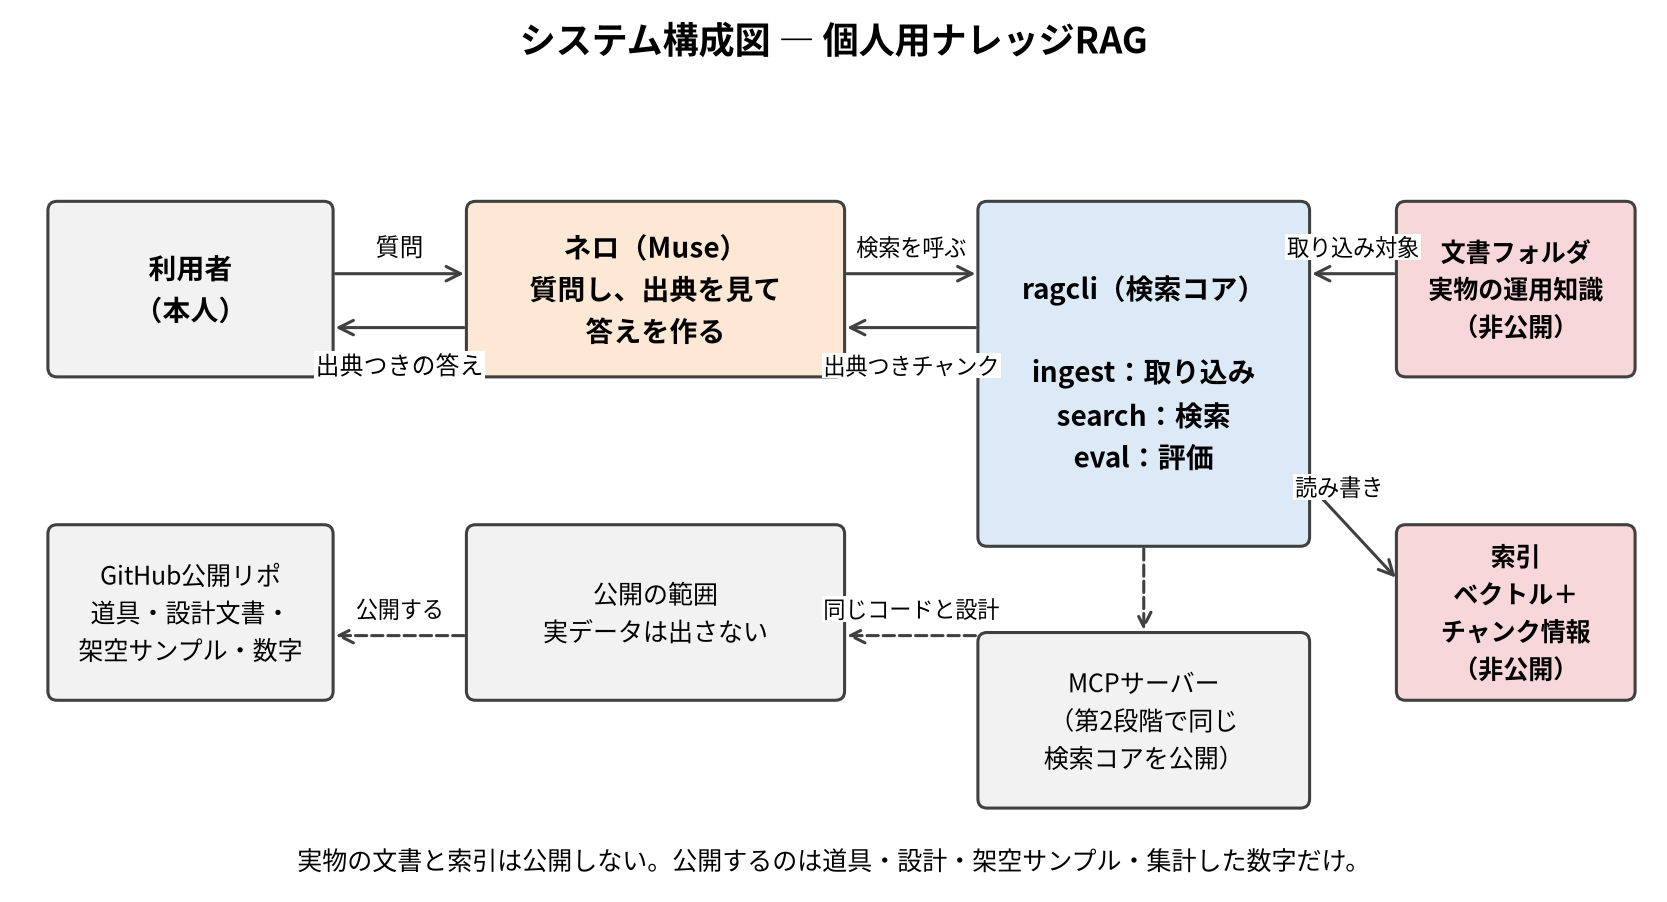 システム構成図 — 個人用ナレッジRAG
利用者
（本人）
質問
出典つきの答え
ネロ（Muse）
質問し、出典を見て
答えを作る
検索を呼ぶ
出典つきチャンク
ragcli（検索コア）
ingest：取り込み
search：検索
eval：評価
取り込み対象
文書フォルダ
実物の運用知識
（非公開）
読み書き
索引
ベクトル＋
チャンク情報
（非公開）
GitHub公開リポ
道具・設計文書・
架空サンプル・数字
公開する
公開の範囲
実データは出さない
同じコードと設計
MCPサーバー
（第2段階で同じ
検索コアを公開）
実物の文書と索引は公開しない。公開するのは道具・設計・架空サンプル・集計した数字だけ。